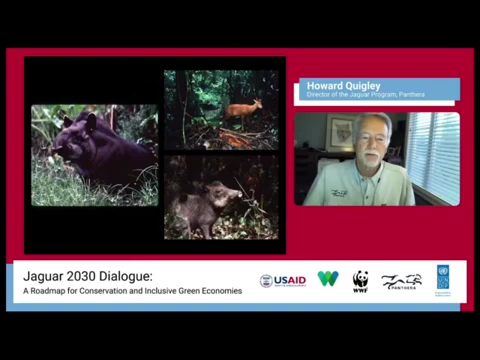 Howard Quigley
Director of the Jaguar Program, Panthera
Jaguar 2030 Dialogue:
A Roadmap for Conservation and Inclusive Green Economies
USAID
WWF
PANTHERA